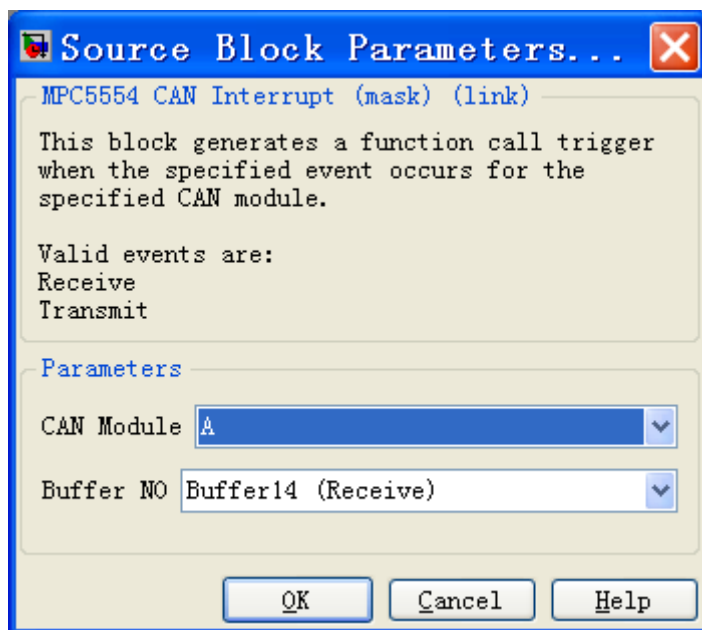 Source Block Parameters...
MPC5554 CAN Interrupt (mask) (link)
This block generates a function call trigger
when the specified event occurs for the
specified CAN module.
Valid events are:
Receive
Transmit
Parameters
CAN Module A
Buffer NO Buffer14 (Receive)
OK Cancel Help